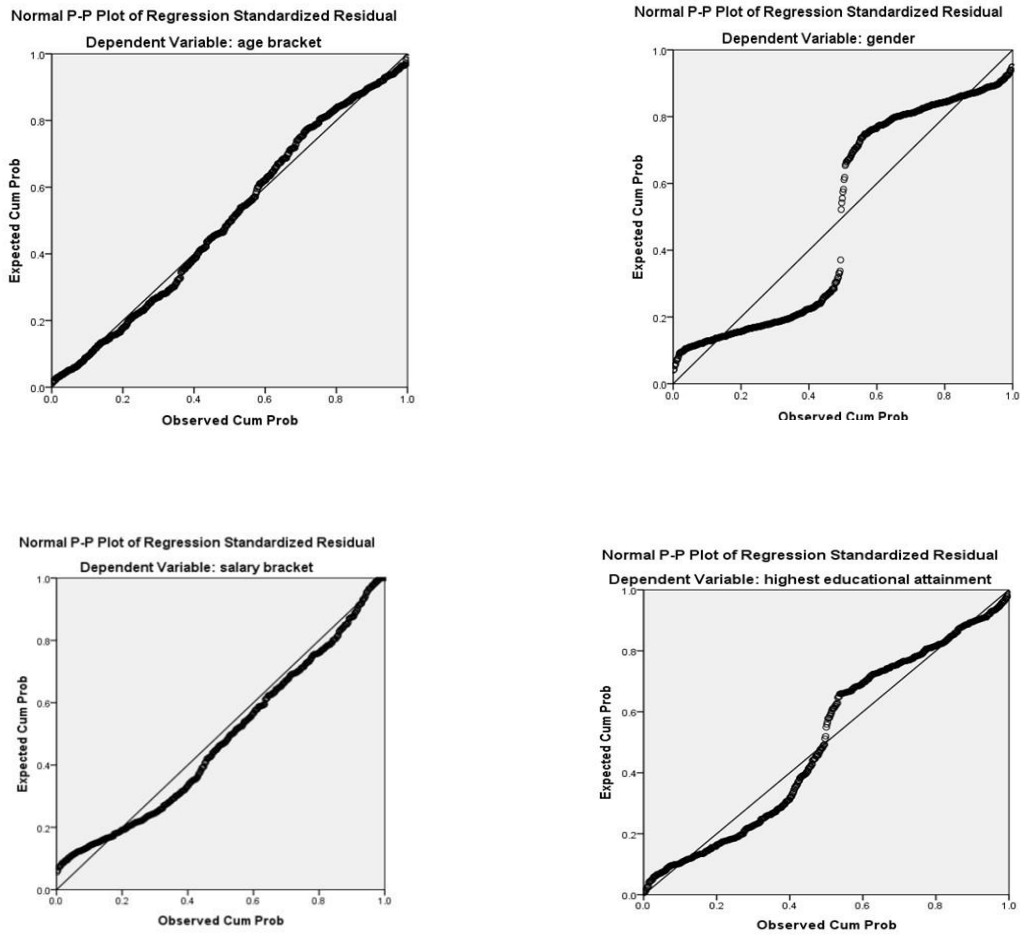 Normal P-P Plot of Regression Standardized Residual
Dependent Variable: age bracket
1.0
0.8
0.6
0.4
0.2
0.0
0.0 0.2 0.4 0.6 0.8 1.0
Expected Cum Prob
Observed Cum Prob
Normal P-P Plot of Regression Standardized Residual
Dependent Variable: gender
1.0
0.8
0.6
0.4
0.2
0.0
0.0 0.2 0.4 0.6 0.8 1.0
Expected Cum Prob
Observed Cum Prob
Normal P-P Plot of Regression Standardized Residual
Dependent Variable: salary bracket
1.0
0.8
0.6
0.4
0.2
0.0
0.0 0.2 0.4 0.6 0.8 1.0
Expected Cum Prob
Observed Cum Prob
Normal P-P Plot of Regression Standardized Residual
Dependent Variable: highest educational attainment
1.0
0.8
0.6
0.4
0.2
0.0
0.0 0.2 0.4 0.6 0.8 1.0
Expected Cum Prob
Observed Cum Prob